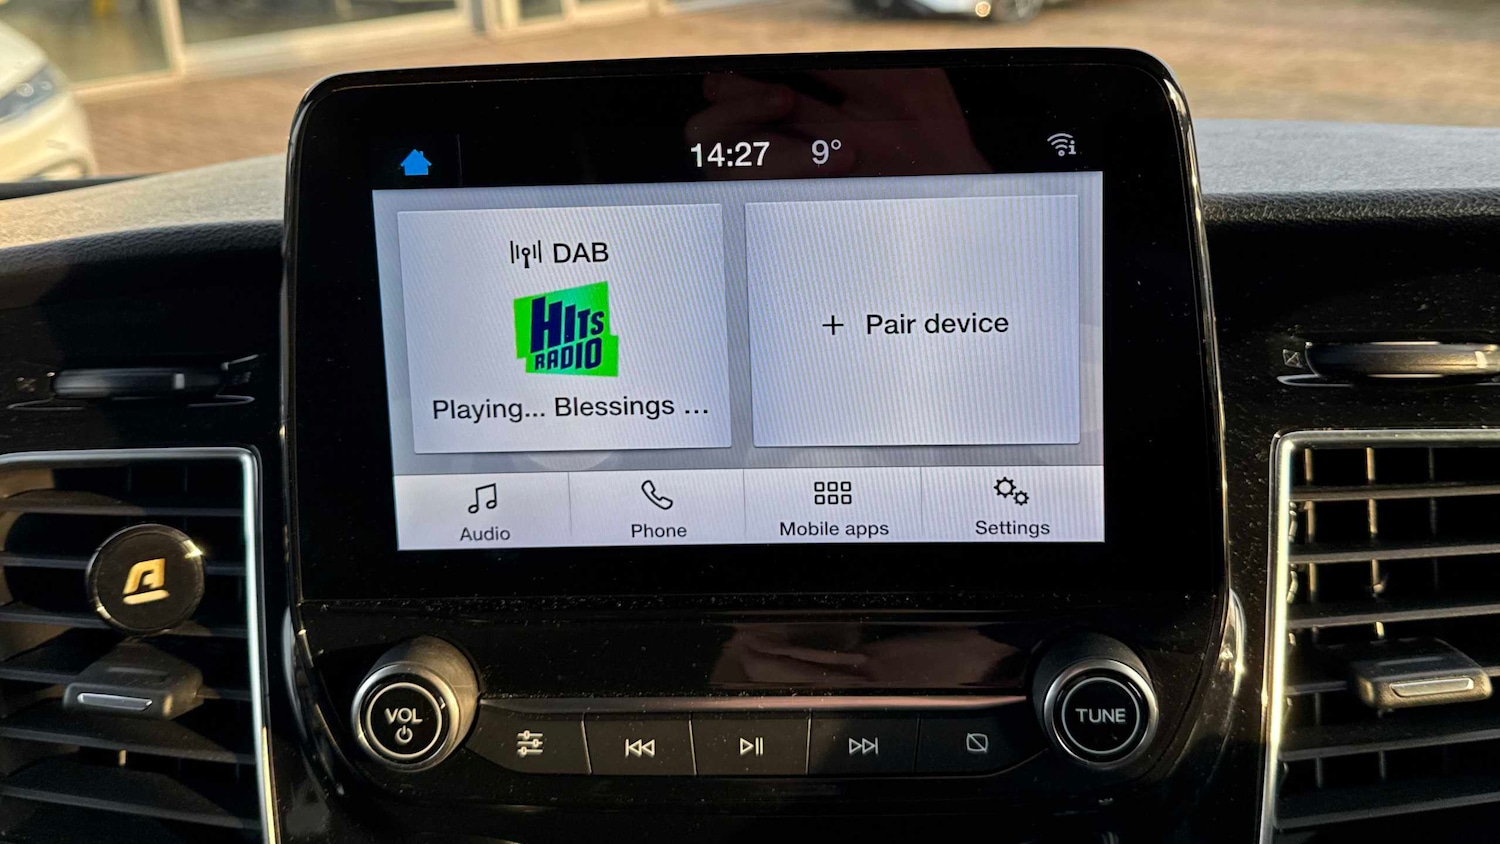 14:27 9°
DAB
HITS
RADIO
Playing... Blessings ...
+ Pair device
Audio
Phone
Mobile apps
Settings
VOL
TUNE